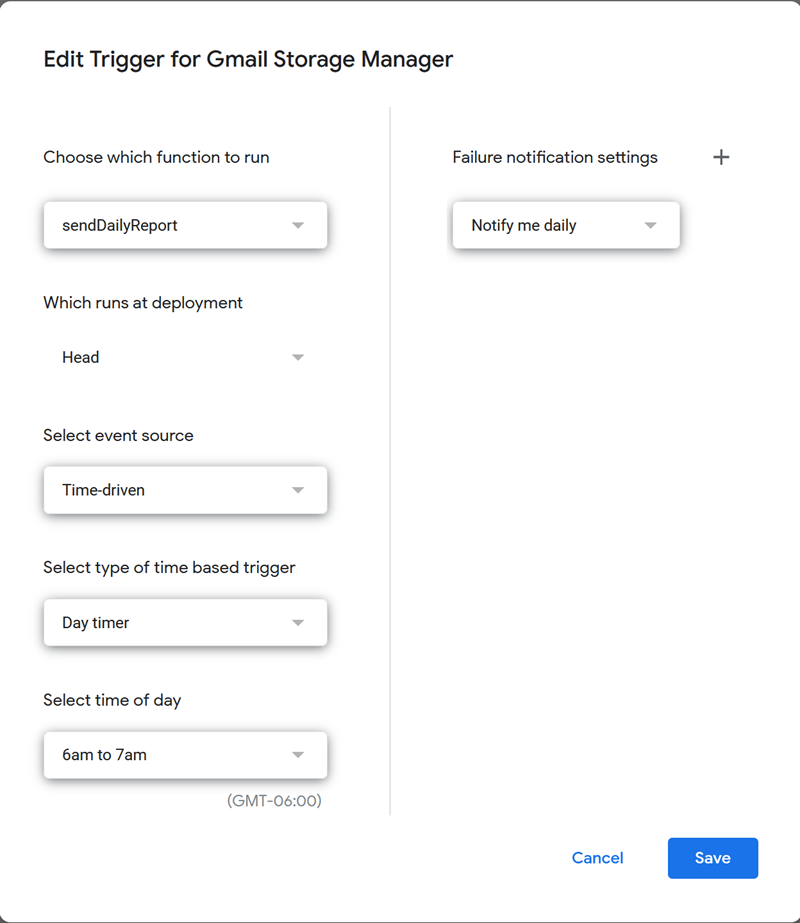 Edit Trigger for Gmail Storage Manager
Choose which function to run
sendDailyReport
Which runs at deployment
Head
Select event source
Time-driven
Select type of time based trigger
Day timer
Select time of day
6am to 7am
(GMT-06:00)
Failure notification settings
Notify me daily
Cancel
Save